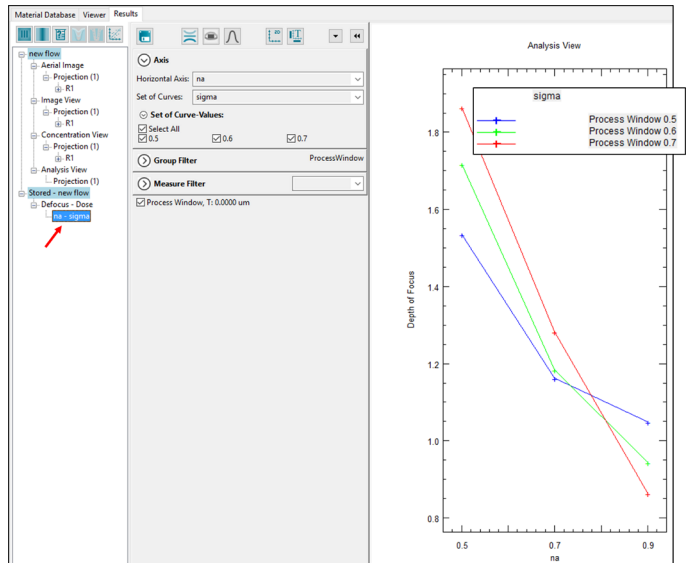 Material Database Viewer Results
new flow
Aerial Image
Projection (1)
R1
Image View
Projection (1)
R1
Concentration View
Projection (1)
R1
Analysis View
Projection (1)
Stored - new flow
Defocus - Dose
na - sigma
Axis
Horizontal Axis: na
Set of Curves: sigma
Set of Curve-Values:
Select All
0.5 0.6 0.7
Group Filter ProcessWindow
Measure Filter
Process Window, T: 0.0000 um
Analysis View
sigma
Process Window 0.5
Process Window 0.6
Process Window 0.7
1.8
1.6
1.4
1.2
1.0
0.8
Depth of Focus
0.5 0.7 0.9
na